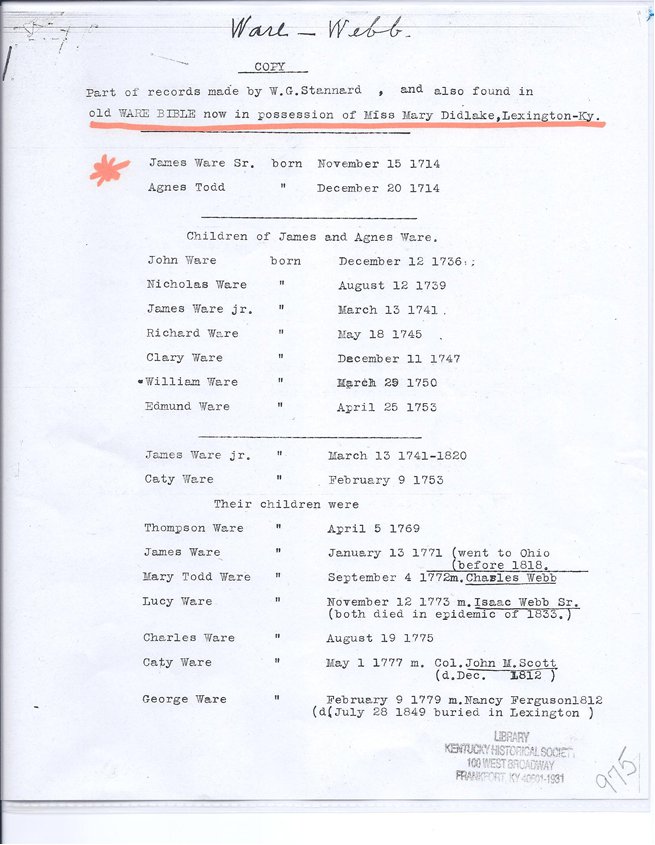 Ware - Webb.
COPY
Part of records made by W.G.Stannard , and also found in
old WARE BIBLE now in possession of Miss Mary Didlake,Lexington-Ky.
James Ware Sr. born November 15 1714
Agnes Todd " December 20 1714
Children of James and Agnes Ware.
John Ware born December 12 1736: ;
Nicholas Ware " August 12 1739
James Ware jr. " March 13 1741 .
Richard Ware " May 18 1745 .
Clary Ware " December 11 1747
William Ware " March 29 1750
Edmund Ware " April 25 1753
James Ware jr. " March 13 1741-1820
Caty Ware " February 9 1753
Their children were
Thompson Ware " April 5 1769
James Ware " January 13 1771 (went to Ohio
(before 1818.
Mary Todd Ware " September 4 1772m. Charles Webb
Lucy Ware " November 12 1773 m. Isaac Webb Sr.
(both died in epidemic of 1833.)
Charles Ware " August 19 1775
Caty Ware " May 1 1777 m. Col. John M.Scott
(d.Dec. 1812 )
George Ware " February 9 1779 m.Nancy Ferguson1812
(d(July 28 1849 buried in Lexington )
LIBRARY
KENTUCKY HISTORICAL SOCIETY
100 WEST BROADWAY
FRANKFORT, KY 40601-1931
975